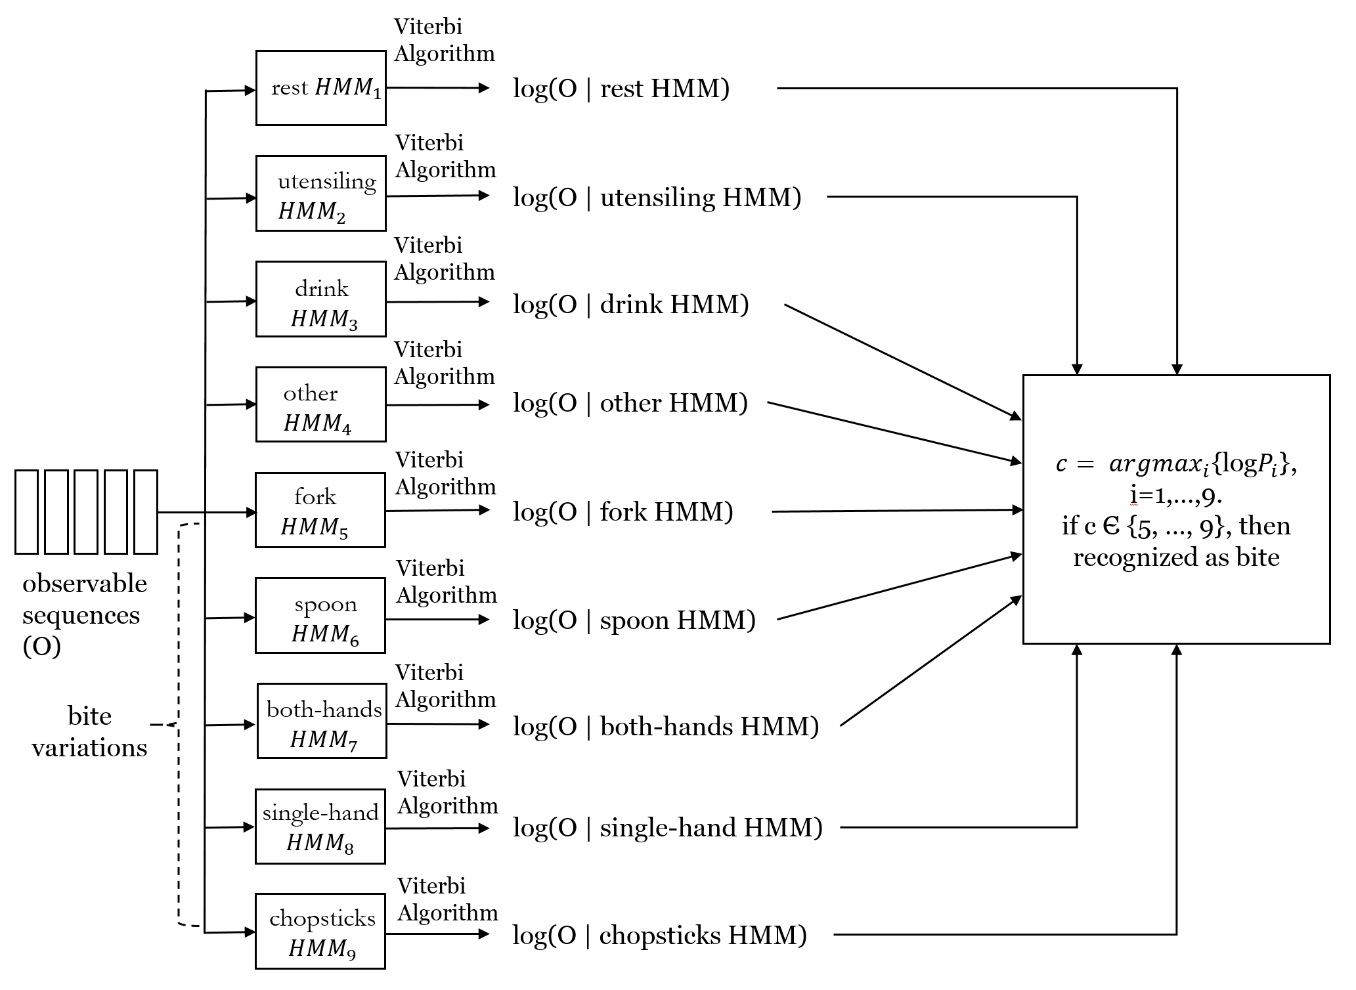 Viterbi
Algorithm
rest HMM₁
log(O | rest HMM)
Viterbi
Algorithm
utensiling
HMM₂
log(O | utensiling HMM)
Viterbi
Algorithm
drink
HMM₃
log(O | drink HMM)
Viterbi
Algorithm
other
HMM₄
log(O | other HMM)
Viterbi
Algorithm
fork
HMM₅
log(O | fork HMM)
Viterbi
Algorithm
spoon
HMM₆
log(O | spoon HMM)
Viterbi
Algorithm
both-hands
HMM₇
log(O | both-hands HMM)
Viterbi
Algorithm
single-hand
HMM₈
log(O | single-hand HMM)
Viterbi
Algorithm
chopsticks
HMM₉
log(O | chopsticks HMM)
observable
sequences
(O)
bite
variations
c = argmaxᵢ{logPᵢ},
i=1,...,9.
if c Є {5, ..., 9}, then
recognized as bite